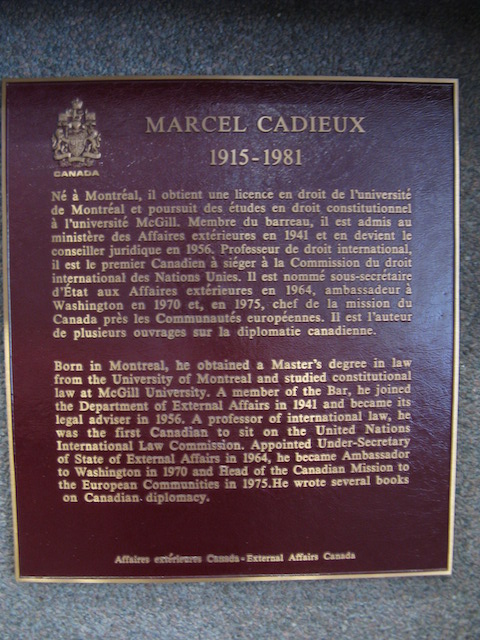 MARCEL CADIEUX
CANADA
1915-1981
Né à Montréal, il obtient une licence en droit de l'université
de Montréal et poursuit des études en droit constitutionnel
à l'université McGill. Membre du barreau, il est admis au
ministère des Affaires extérieures en 1941 et en devient le
conseiller juridique en 1956. Professeur de droit international,
il est le premier Canadien à siéger à la Commission du droit
international des Nations Unies. Il est nommé sous-secrétaire
d'État aux Affaires extérieures en 1964, ambassadeur à
Washington en 1970 et, en 1975, chef de la mission du
Canada près les Communautés européennes. Il est l'auteur
de plusieurs ouvrages sur la diplomatie canadienne.
Born in Montreal, he obtained a Master's degree in law
from the University of Montreal and studied constitutional
law at McGill University. A member of the Bar, he joined
the Department of External Affairs in 1941 and became its
legal adviser in 1956. A professor of international law, he
was the first Canadian to sit on the United Nations
International Law Commission. Appointed Under-Secretary
of State of External Affairs in 1964, he became Ambassador
to Washington in 1970 and Head of the Canadian Mission to
the European Communities in 1975.He wrote several books
on Canadian diplomacy.
Affaires extérieures Canada-External Affairs Canada